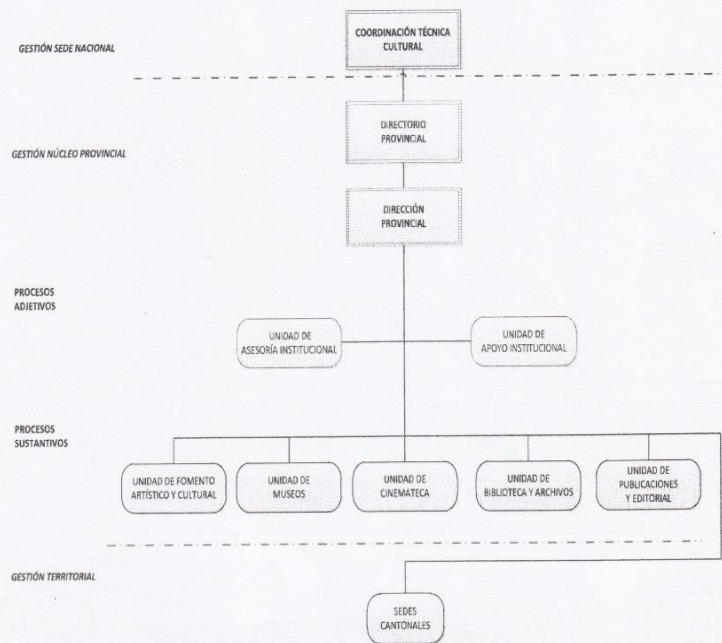 COORDINACIÓN TÉCNICA
CULTURAL
GESTIÓN SEDE NACIONAL
DIRECTORIO
PROVINCIAL
GESTIÓN NÚCLEO PROVINCIAL
DIRECCIÓN
PROVINCIAL
PROCESOS
ADJETIVOS
UNIDAD DE
ASESORÍA INSTITUCIONAL
UNIDAD DE
APOYO INSTITUCIONAL
PROCESOS
SUSTANTIVOS
UNIDAD DE FOMENTO
ARTÍSTICO Y CULTURAL
UNIDAD DE
MUSEOS
UNIDAD DE
CINEMATECA
UNIDAD DE
BIBLIOTECA Y ARCHIVOS
UNIDAD DE
PUBLICACIONES
Y EDITORIAL
GESTIÓN TERRITORIAL
SEDES
CANTONALES